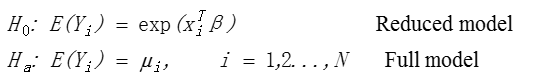 H₀: E(Yᵢ) = exp(xᵢᵀβ) Reduced model
Hₐ: E(Yᵢ) = μᵢ, i = 1,2...,N Full model